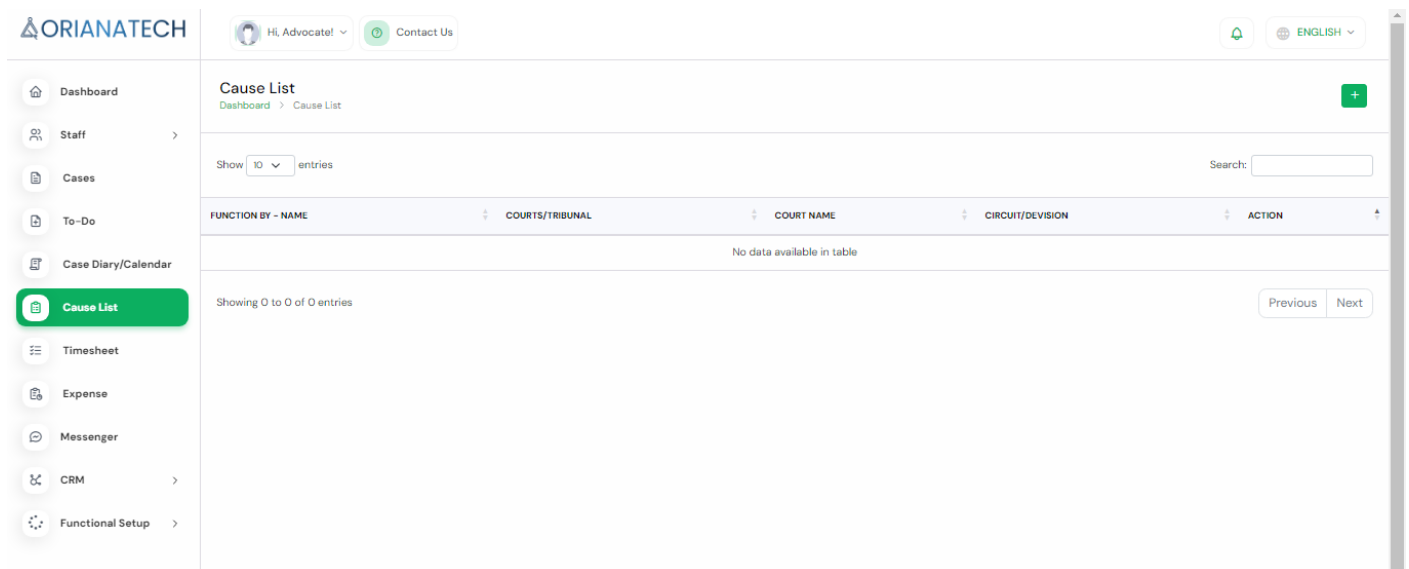 ORIANATECH
Hi, Advocate!
Contact Us
ENGLISH
Dashboard
Staff
Cases
To-Do
Case Diary/Calendar
Cause List
Timesheet
Expense
Messenger
CRM
Functional Setup
Cause List
Dashboard > Cause List
+
Show 10 entries
Search:
FUNCTION BY - NAME COURTS/TRIBUNAL COURT NAME CIRCUIT/DEVISION ACTION
No data available in table
Showing 0 to 0 of 0 entries
Previous Next